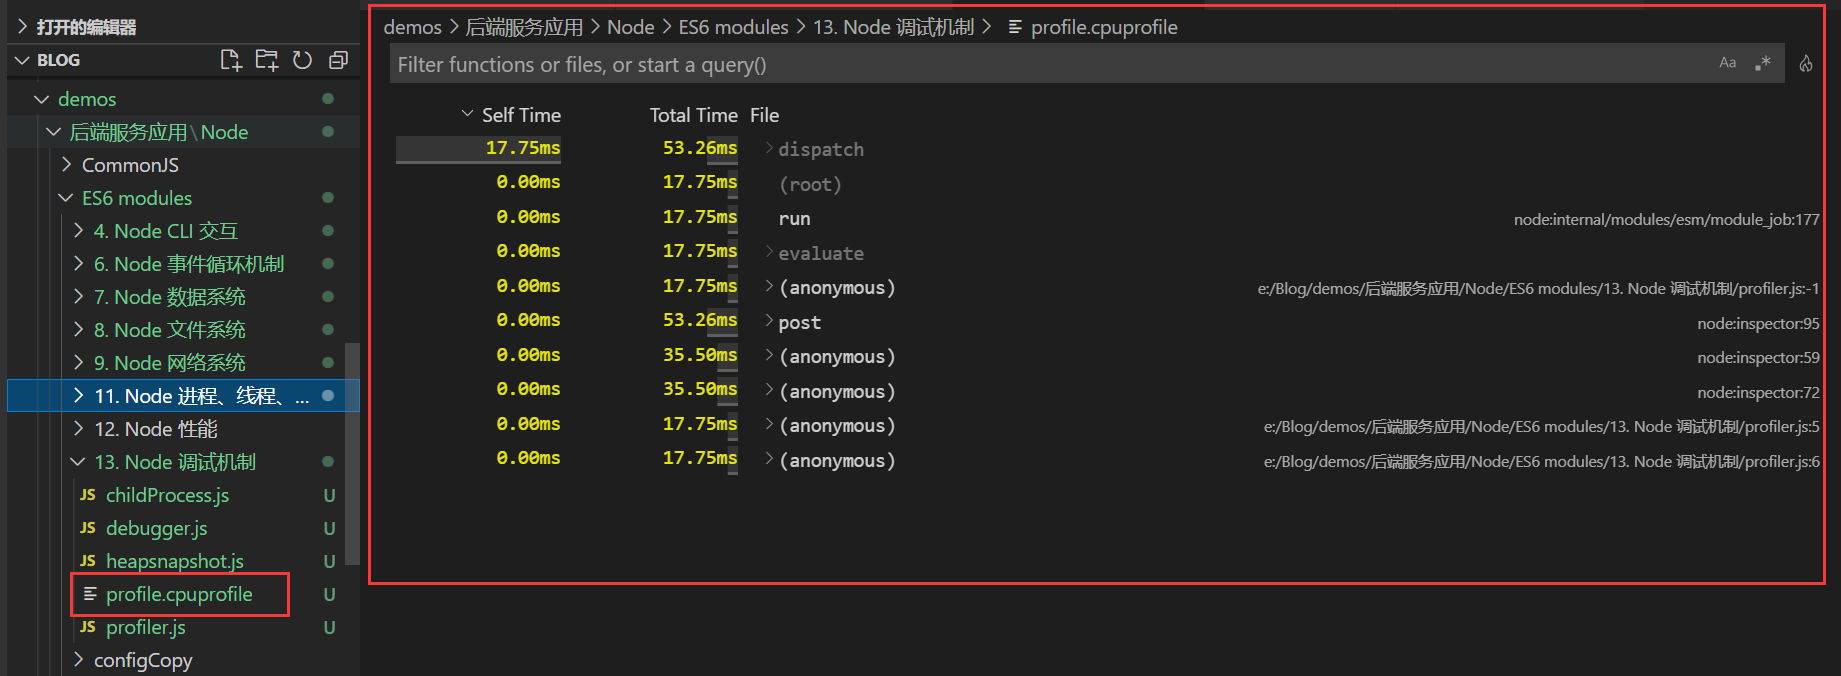 打开的编辑器
BLOG
demos
后端服务应用\Node
CommonJS
ES6 modules
4. Node CLI 交互
6. Node 事件循环机制
7. Node 数据系统
8. Node 文件系统
9. Node 网络系统
11. Node 进程、线程、...
12. Node 性能
13. Node 调试机制
JS childProcess.js U
JS debugger.js U
JS heapsnapshot.js U
profile.cpuprofile U
JS profiler.js U
configCopy
demos > 后端服务应用 > Node > ES6 modules > 13. Node 调试机制 > profile.cpuprofile
Filter functions or files, or start a query() Aa .*
Self Time Total Time File
17.75ms 53.26ms dispatch
0.00ms 17.75ms (root)
0.00ms 17.75ms run node:internal/modules/esm/module_job:177
0.00ms 17.75ms evaluate
0.00ms 17.75ms (anonymous) e:/Blog/demos/后端服务应用/Node/ES6 modules/13. Node 调试机制/profiler.js:-1
0.00ms 53.26ms post node:inspector:95
0.00ms 35.50ms (anonymous) node:inspector:59
0.00ms 35.50ms (anonymous) node:inspector:72
0.00ms 17.75ms (anonymous) e:/Blog/demos/后端服务应用/Node/ES6 modules/13. Node 调试机制/profiler.js:5
0.00ms 17.75ms (anonymous) e:/Blog/demos/后端服务应用/Node/ES6 modules/13. Node 调试机制/profiler.js:6